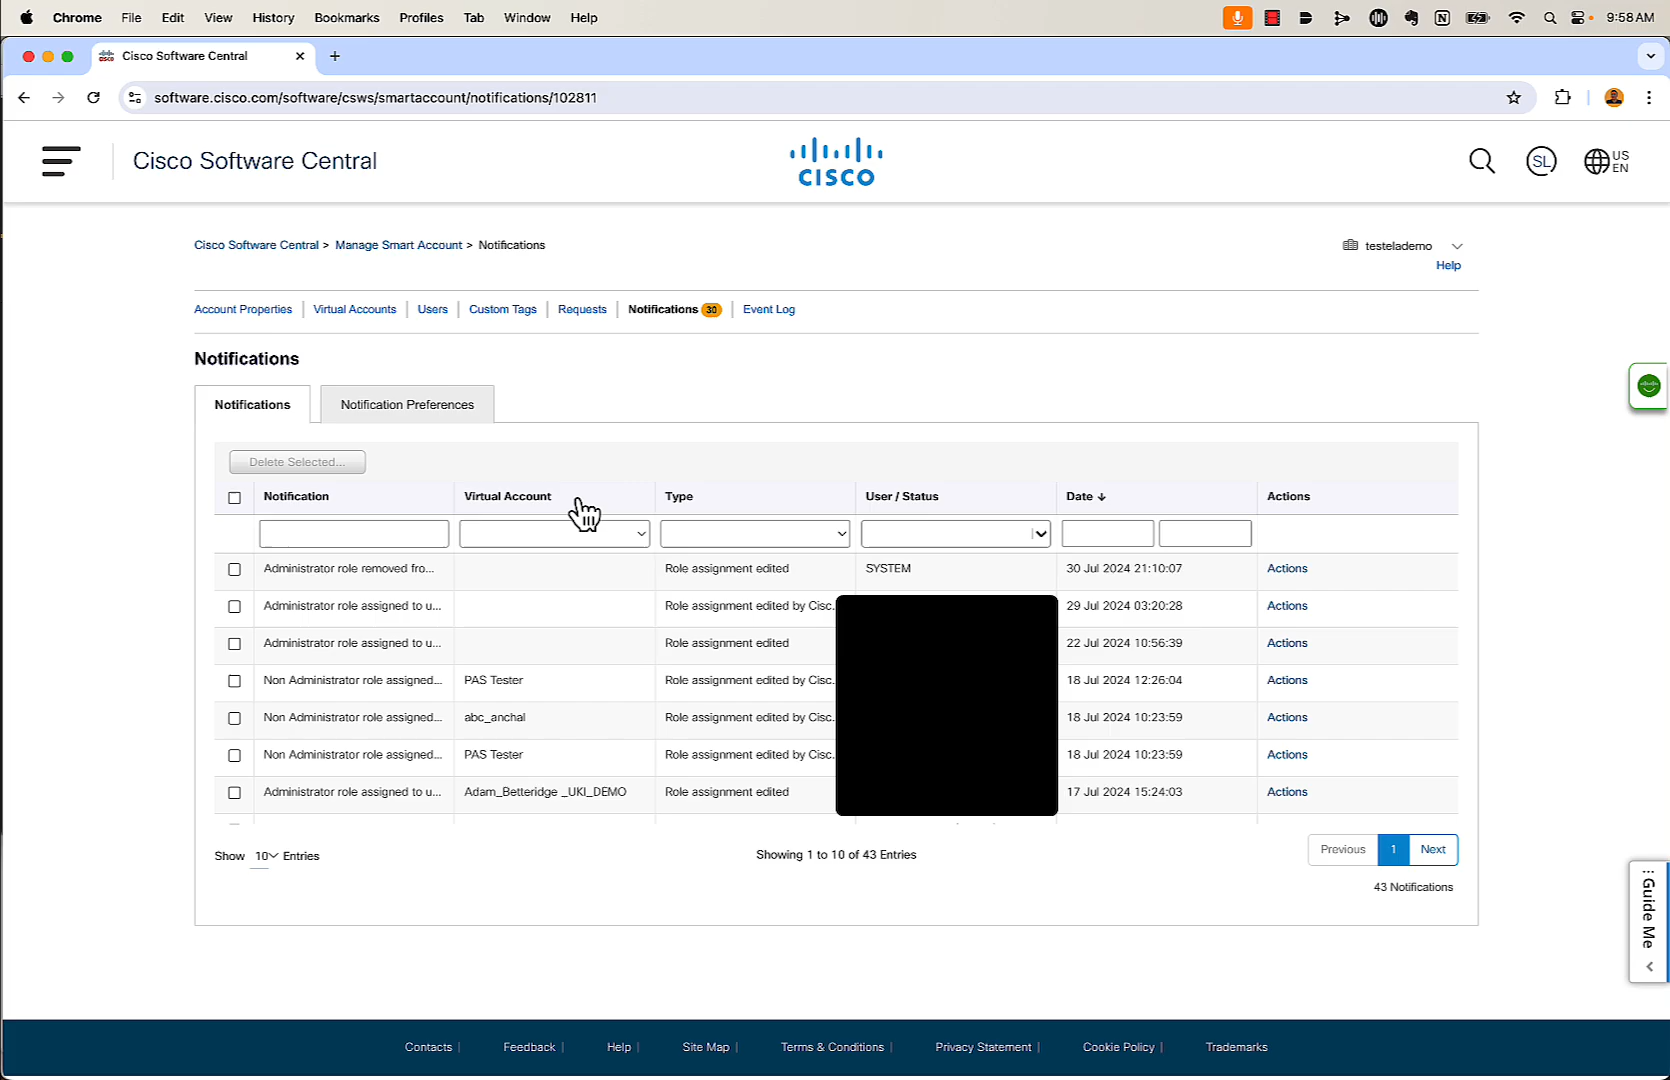 Chrome File Edit View History Bookmarks Profiles Tab Window Help 9:58 AM
Cisco Software Central
software.cisco.com/software/csws/smartaccount/notifications/102811
Cisco Software Central
CISCO
SL
US
EN
Cisco Software Central > Manage Smart Account > Notifications
testelademo
Help
Account Properties Virtual Accounts Users Custom Tags Requests Notifications 30 Event Log
Notifications
Notifications Notification Preferences
Delete Selected...
Notification Virtual Account Type User / Status Date ↓ Actions
Administrator role removed fro... Role assignment edited SYSTEM 30 Jul 2024 21:10:07 Actions
Administrator role assigned to u... Role assignment edited by Cisc. 29 Jul 2024 03:20:28 Actions
Administrator role assigned to u... Role assignment edited 22 Jul 2024 10:56:39 Actions
Non Administrator role assigned... PAS Tester Role assignment edited by Cisc. 18 Jul 2024 12:26:04 Actions
Non Administrator role assigned... abc_anchal Role assignment edited by Cisc. 18 Jul 2024 10:23:59 Actions
Non Administrator role assigned... PAS Tester Role assignment edited by Cisc. 18 Jul 2024 10:23:59 Actions
Administrator role assigned to u... Adam_Betteridge _UKI_DEMO Role assignment edited 17 Jul 2024 15:24:03 Actions
Show 10 Entries
Showing 1 to 10 of 43 Entries
Previous 1 Next
43 Notifications
Guide Me
Contacts | Feedback | Help | Site Map | Terms & Conditions | Privacy Statement | Cookie Policy | Trademarks